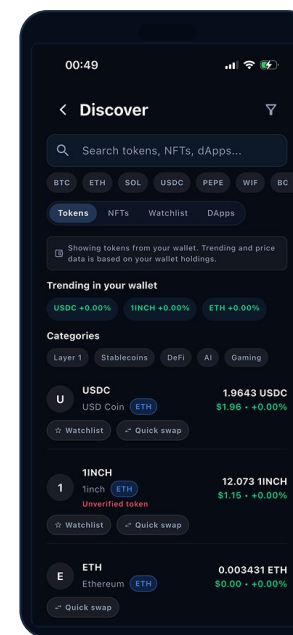 00:49
Discover
Search tokens, NFTs, dApps...
BTC ETH SOL USDC PEPE WIF BC
Tokens NFTs Watchlist DApps
Showing tokens from your wallet. Trending and price
data is based on your wallet holdings.
Trending in your wallet
USDC +0.00% 1INCH +0.00% ETH +0.00%
Categories
Layer 1 Stablecoins DeFi AI Gaming
U USDC 1.9643 USDC
USD Coin ETH $1.96 • +0.00%
Watchlist Quick swap
1INCH
1 12.073 1INCH
1inch ETH $1.15 • +0.00%
Unverified token
Watchlist Quick swap
E ETH 0.003431 ETH
Ethereum ETH $0.00 • +0.00%
Quick swap